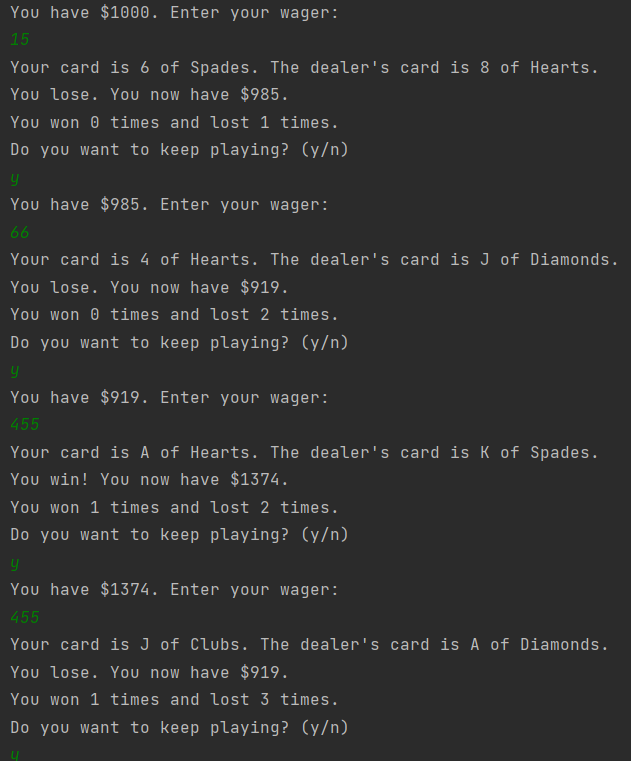 You have $1000. Enter your wager:
15
Your card is 6 of Spades. The dealer's card is 8 of Hearts.
You lose. You now have $985.
You won 0 times and lost 1 times.
Do you want to keep playing? (y/n)
y
You have $985. Enter your wager:
66
Your card is 4 of Hearts. The dealer's card is J of Diamonds.
You lose. You now have $919.
You won 0 times and lost 2 times.
Do you want to keep playing? (y/n)
y
You have $919. Enter your wager:
455
Your card is A of Hearts. The dealer's card is K of Spades.
You win! You now have $1374.
You won 1 times and lost 2 times.
Do you want to keep playing? (y/n)
y
You have $1374. Enter your wager:
455
Your card is J of Clubs. The dealer's card is A of Diamonds.
You lose. You now have $919.
You won 1 times and lost 3 times.
Do you want to keep playing? (y/n)
y